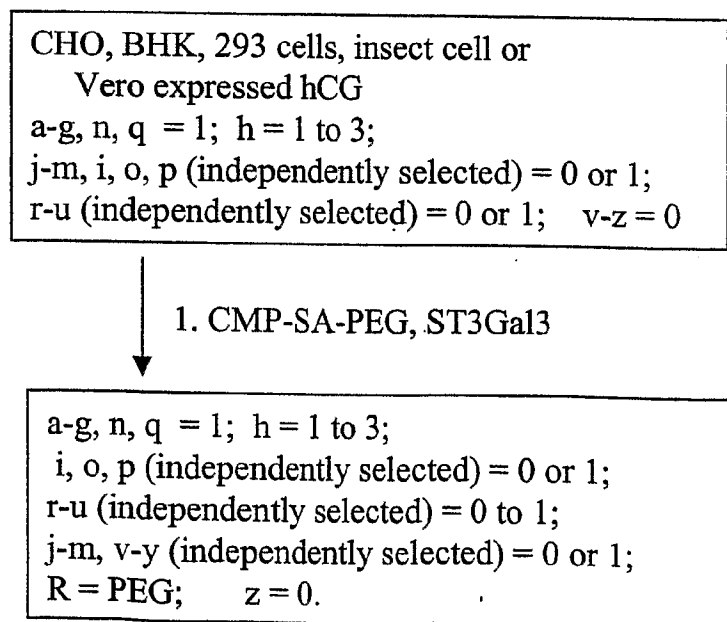 CHO, BHK, 293 cells, insect cell or
Vero expressed hCG
a-g, n, q = 1; h = 1 to 3;
j-m, i, o, p (independently selected) = 0 or 1;
r-u (independently selected) = 0 or 1; v-z = 0
1. CMP-SA-PEG, ST3Gal3
a-g, n, q = 1; h = 1 to 3;
i, o, p (independently selected) = 0 or 1;
r-u (independently selected) = 0 to 1;
j-m, v-y (independently selected) = 0 or 1;
R = PEG; z = 0.